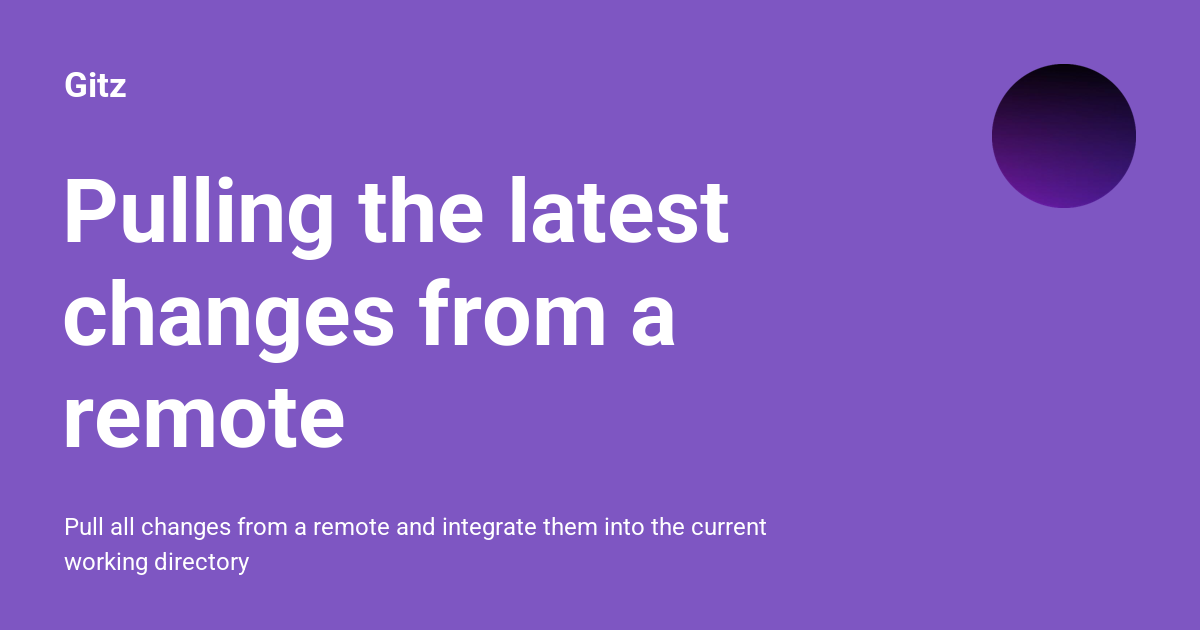 Gitz
Pulling the latest
changes from a
remote
Pull all changes from a remote and integrate them into the current
working directory